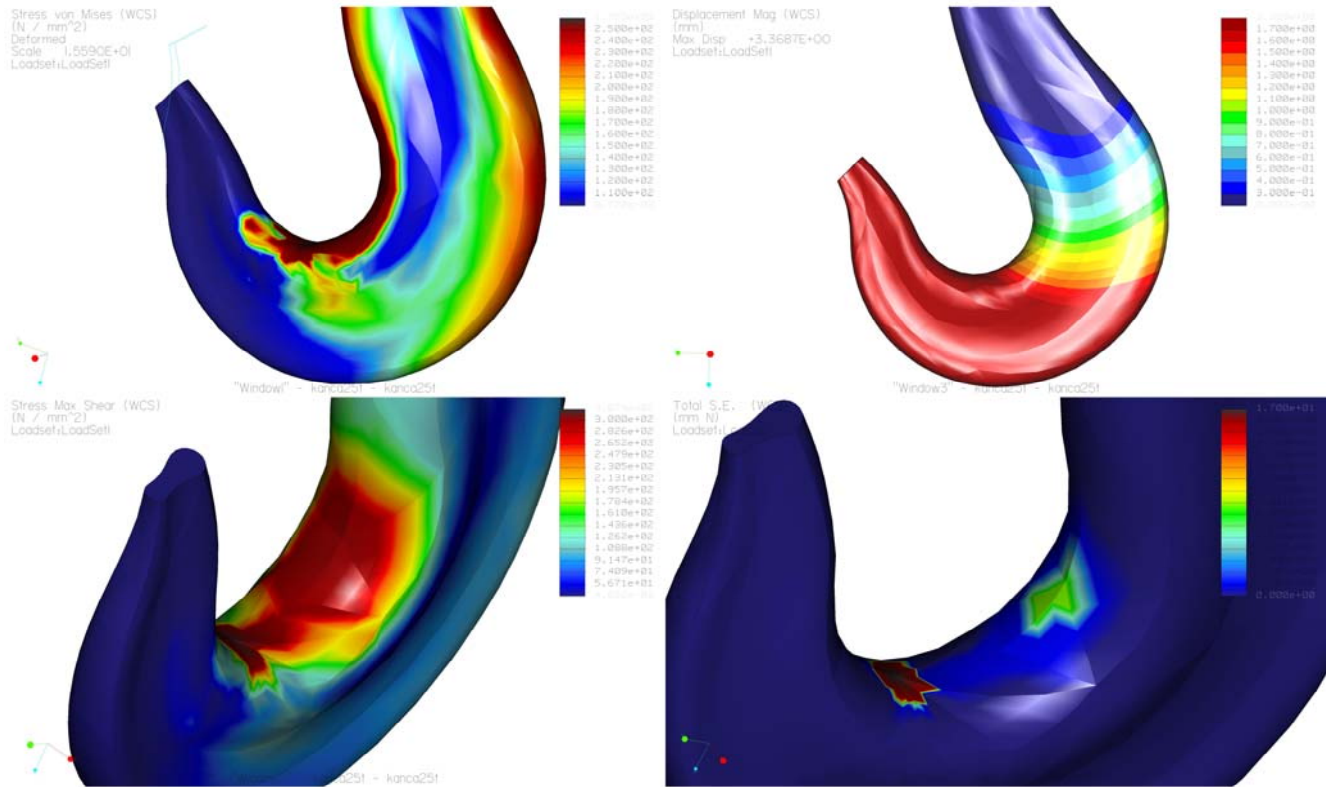 Stress von Mises (WCS)
(N / mm^2)
Deformed
Scale 1.5590E+01
Loadset:LoadSet1
2.500e+02
2.400e+02
2.300e+02
2.200e+02
2.100e+02
2.000e+02
1.900e+02
1.800e+02
1.700e+02
1.600e+02
1.500e+02
1.400e+02
1.300e+02
1.200e+02
1.100e+02
"Window1" - kanca25t - kanca25t
Displacement Mag (WCS)
(mm)
Max Disp +3.3687E+00
Loadset:LoadSet1
1.700e+00
1.600e+00
1.500e+00
1.400e+00
1.300e+00
1.200e+00
1.100e+00
1.000e+00
9.000e-01
8.000e-01
7.000e-01
6.000e-01
5.000e-01
4.000e-01
3.000e-01
"Window3" - kanca25t - kanca25t
Stress Max Shear (WCS)
(N / mm^2)
Loadset:LoadSet1
3.000e+02
2.826e+02
2.652e+02
2.479e+02
2.305e+02
2.131e+02
1.957e+02
1.784e+02
1.610e+02
1.436e+02
1.262e+02
1.088e+02
9.147e+01
7.409e+01
5.671e+01
kanca25t - kanca25t
Total S.E.
(mm N)
1.700e+01
0.000e+00